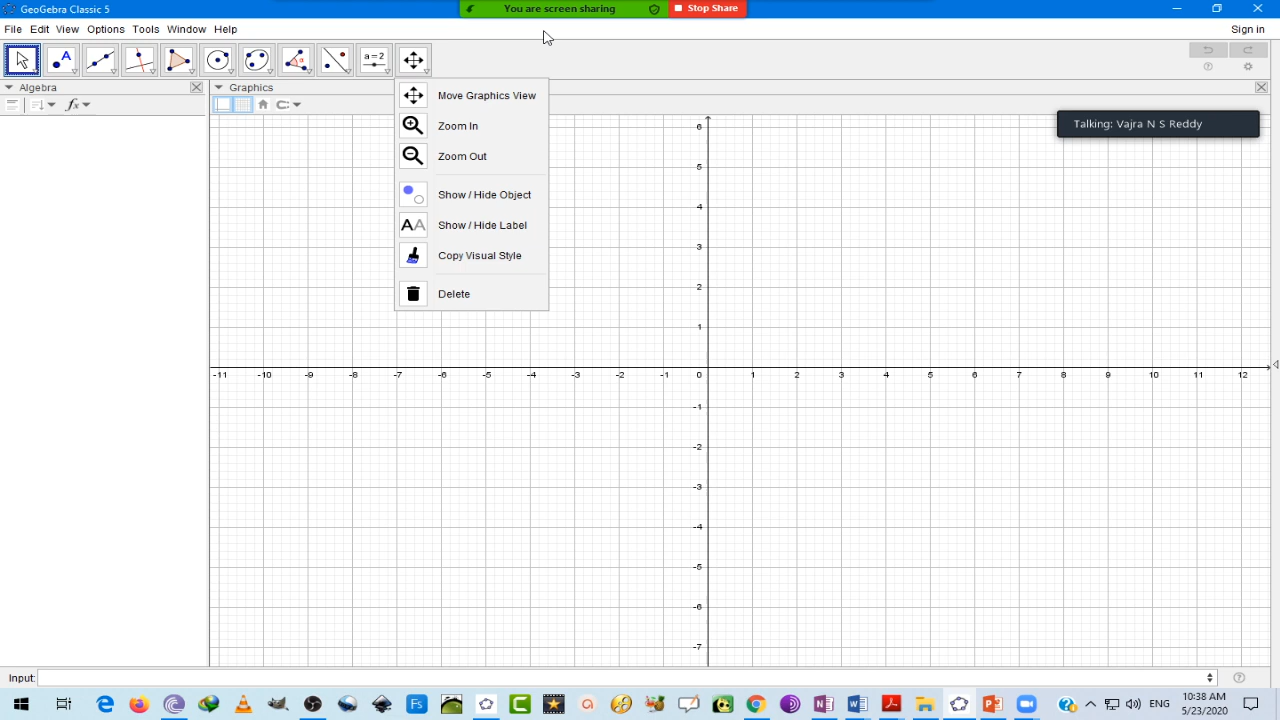 GeoGebra Classic 5
You are screen sharing
Stop Share
File Edit View Options Tools Window Help
Sign in
A
α
a = 2
Algebra
Graphics
fx
Move Graphics View
Zoom In
Zoom Out
Show / Hide Object
AA Show / Hide Label
Copy Visual Style
Delete
Talking: Vajra N S Reddy
6
5
4
3
2
1
-11 -10 -9 -8 -7 -6 -5 -4 -3 -2 -1 0 1 2 3 4 5 6 7 8 9 10 11 12
-1
-2
-3
-4
-5
-6
-7
Input:
Fs
ENG
10:38 AM
5/23/2020